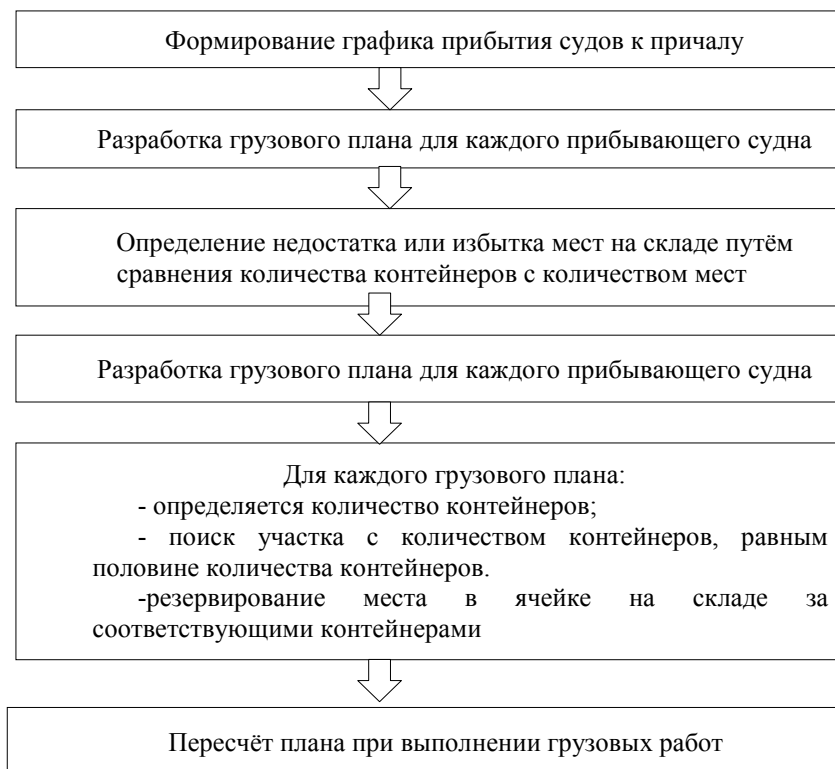 Формирование графика прибытия судов к причалу
Разработка грузового плана для каждого прибывающего судна
Определение недостатка или избытка мест на складе путём
сравнения количества контейнеров с количеством мест
Разработка грузового плана для каждого прибывающего судна
Для каждого грузового плана:
- определяется количество контейнеров;
- поиск участка с количеством контейнеров, равным
половине количества контейнеров.
-резервирование места в ячейке на складе за
соответствующими контейнерами
Пересчёт плана при выполнении грузовых работ